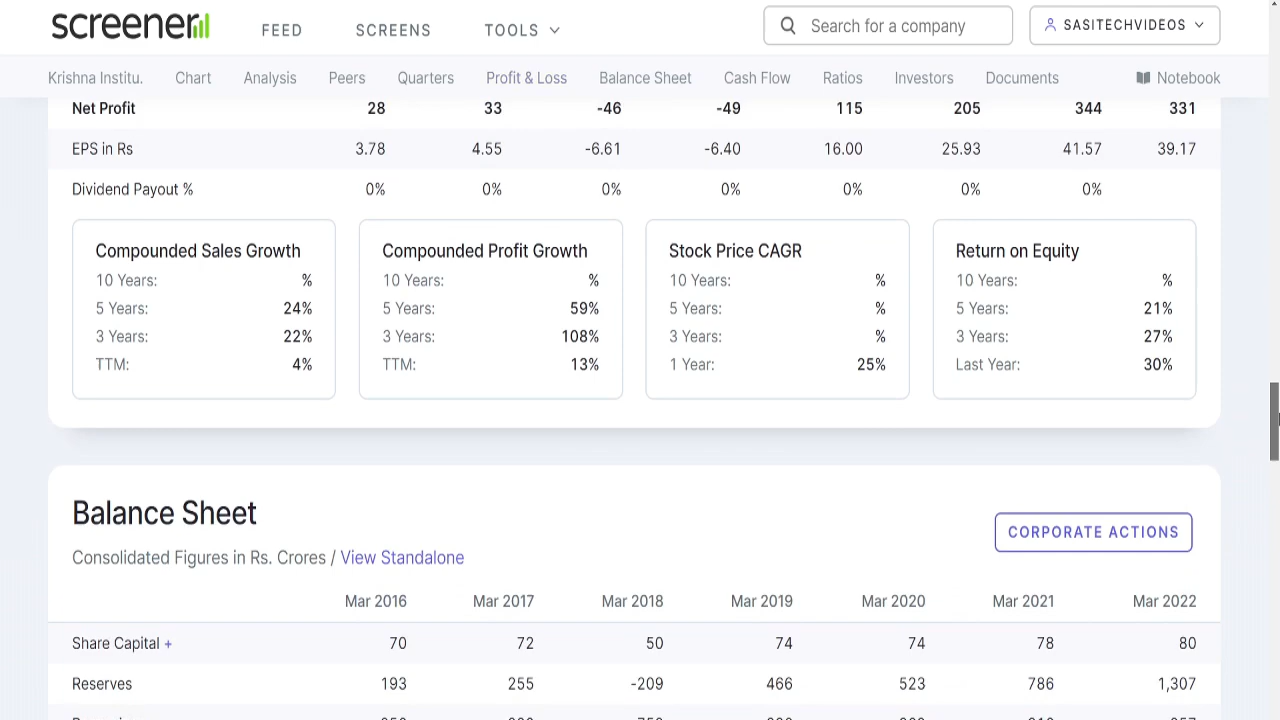 screener
FEED SCREENS TOOLS
Search for a company
SASITECHVIDEOS
Krishna Institu. Chart Analysis Peers Quarters Profit & Loss Balance Sheet Cash Flow Ratios Investors Documents Notebook
Net Profit 28 33 -46 -49 115 205 344 331
EPS in Rs 3.78 4.55 -6.61 -6.40 16.00 25.93 41.57 39.17
Dividend Payout % 0% 0% 0% 0% 0% 0% 0%
Compounded Sales Growth
10 Years: %
5 Years: 24%
3 Years: 22%
TTM: 4%
Compounded Profit Growth
10 Years: %
5 Years: 59%
3 Years: 108%
TTM: 13%
Stock Price CAGR
10 Years: %
5 Years: %
3 Years: %
1 Year: 25%
Return on Equity
10 Years: %
5 Years: 21%
3 Years: 27%
Last Year: 30%
Balance Sheet
CORPORATE ACTIONS
Consolidated Figures in Rs. Crores / View Standalone
Mar 2016 Mar 2017 Mar 2018 Mar 2019 Mar 2020 Mar 2021 Mar 2022
Share Capital + 70 72 50 74 74 78 80
Reserves 193 255 -209 466 523 786 1,307